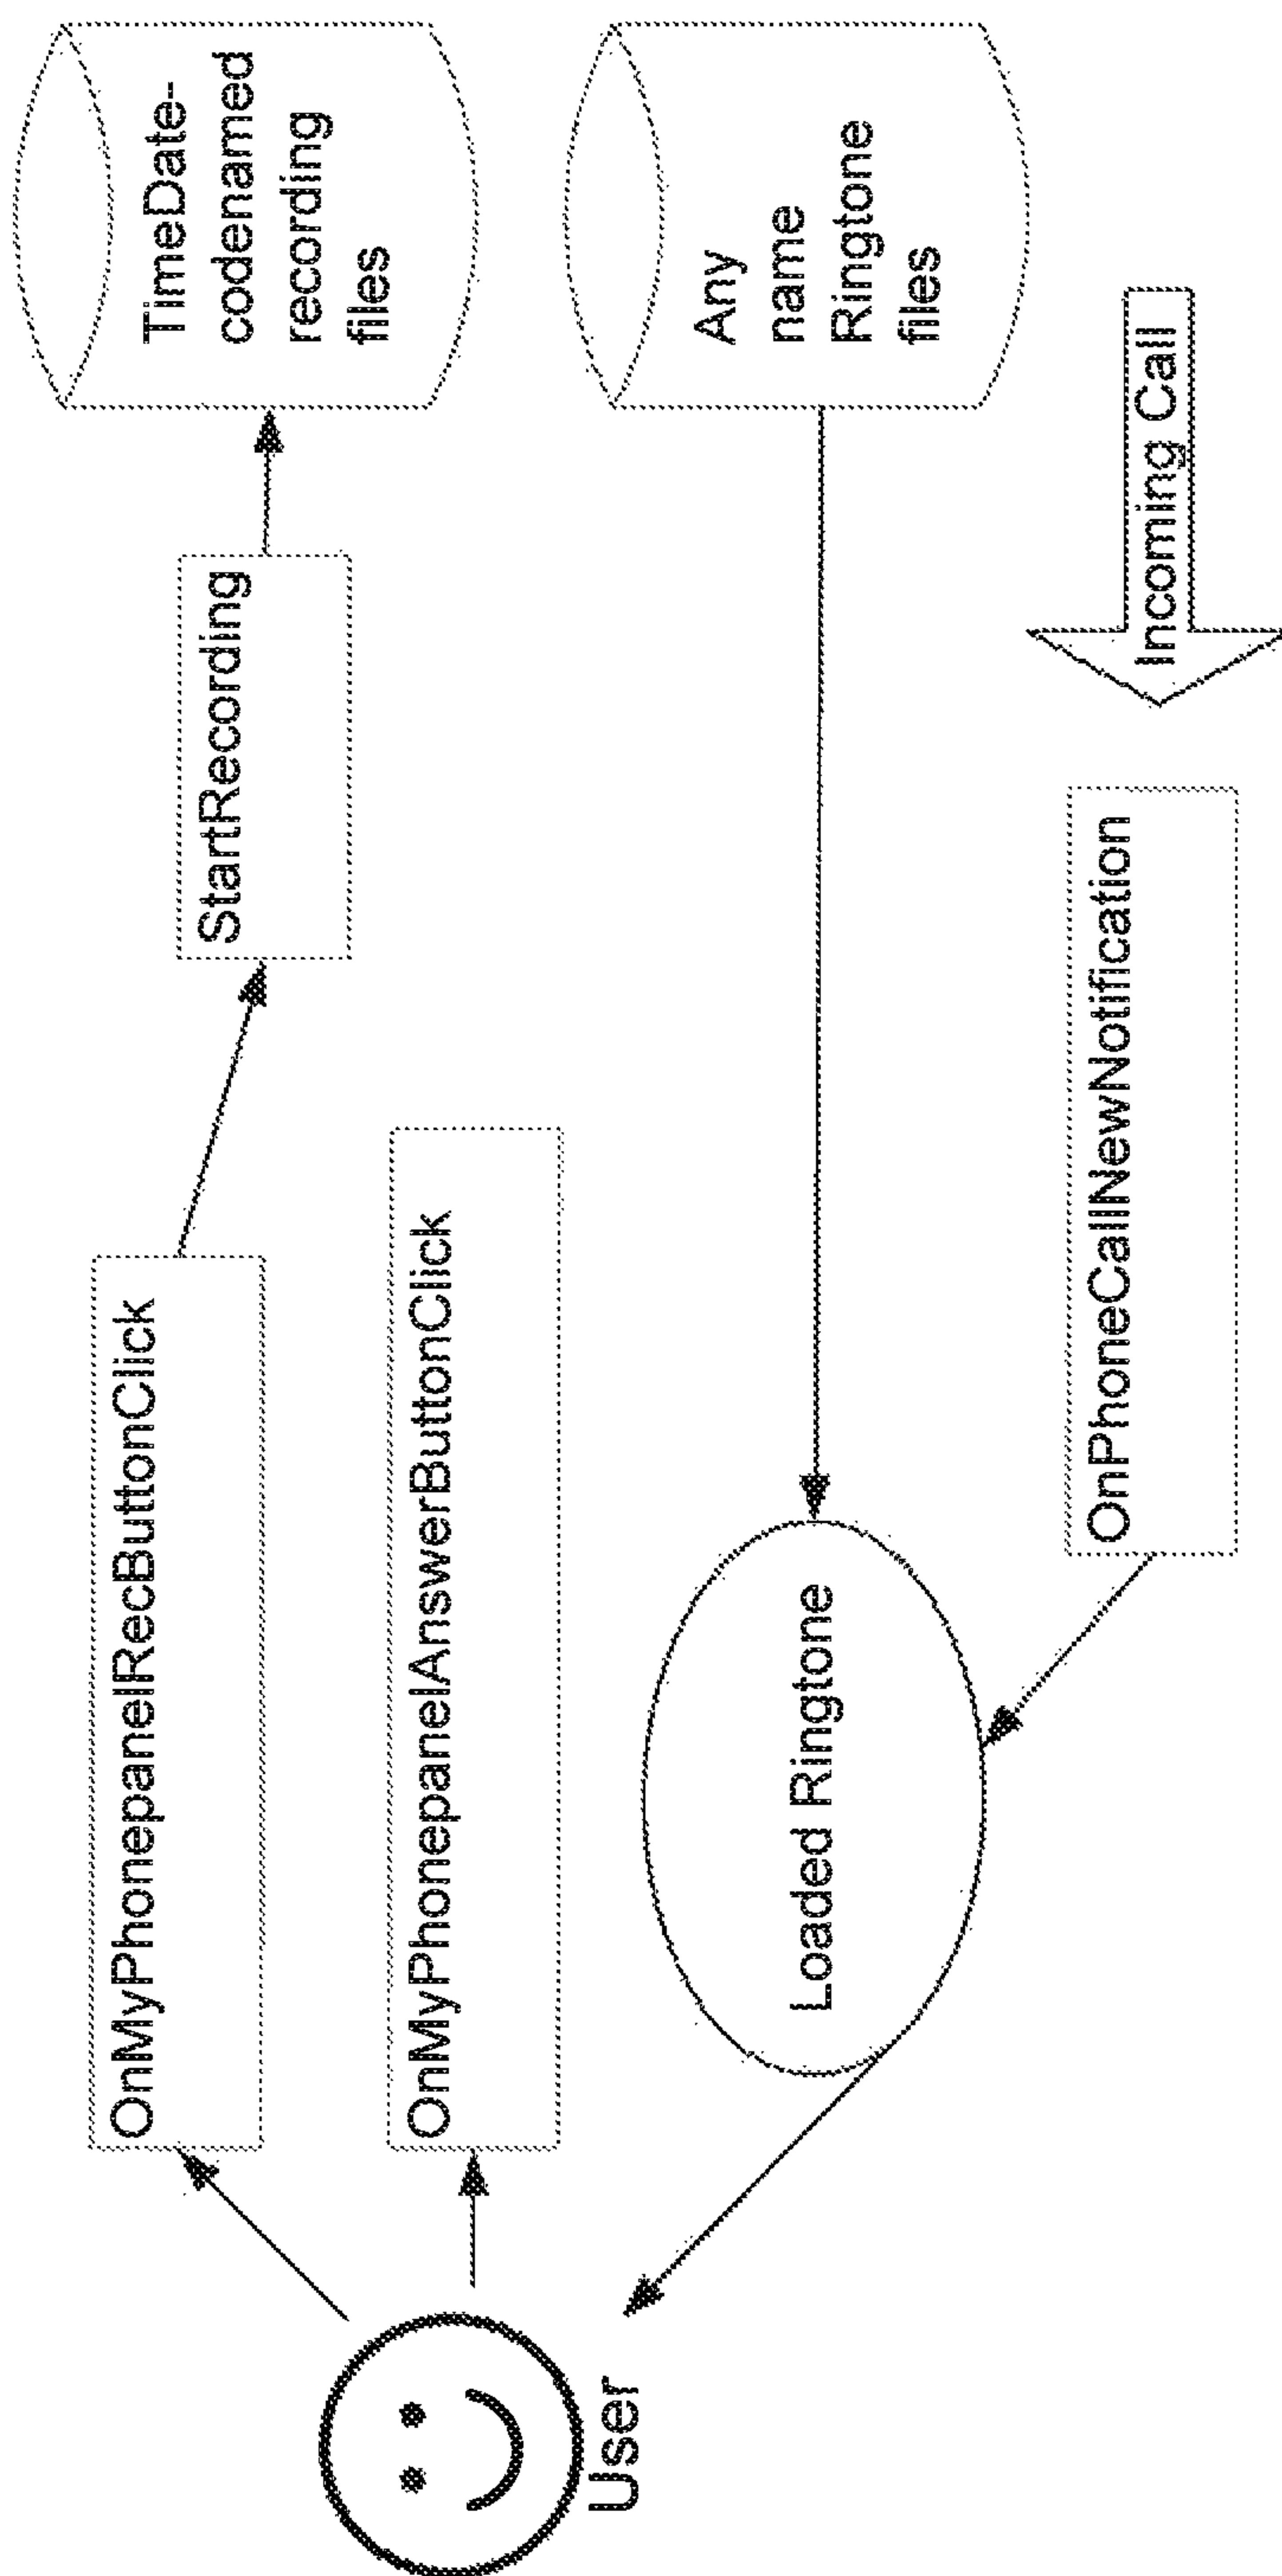 OnMyPhonepanelRecButtonClick
StartRecording
TimeDate-
codenamed
recording
files
OnMyPhonepanelAnswerButtonClick
User
Loaded Ringtone
Any
name
Ringtone
files
OnPhoneCallNewNotification
Incoming Call